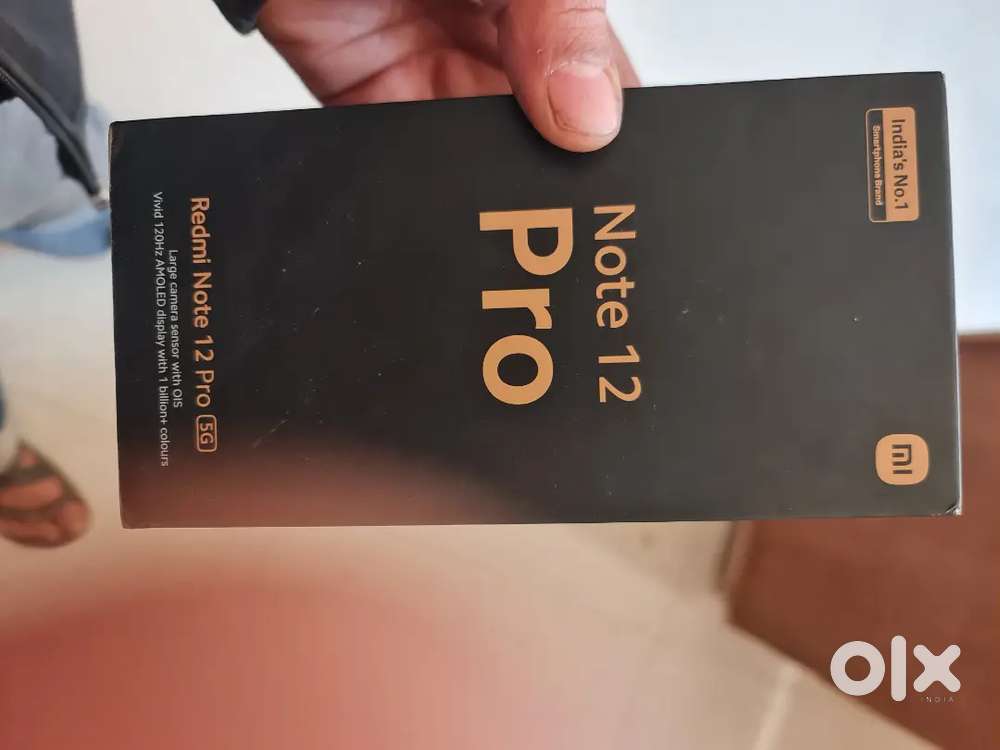 India's No.1
Smartphone Brand
mi
Note 12
Pro
Redmi Note 12 Pro 5G
Large camera sensor with OIS
Vivid 120Hz AMOLED display with 1 billion+ colours
olx
INDIA